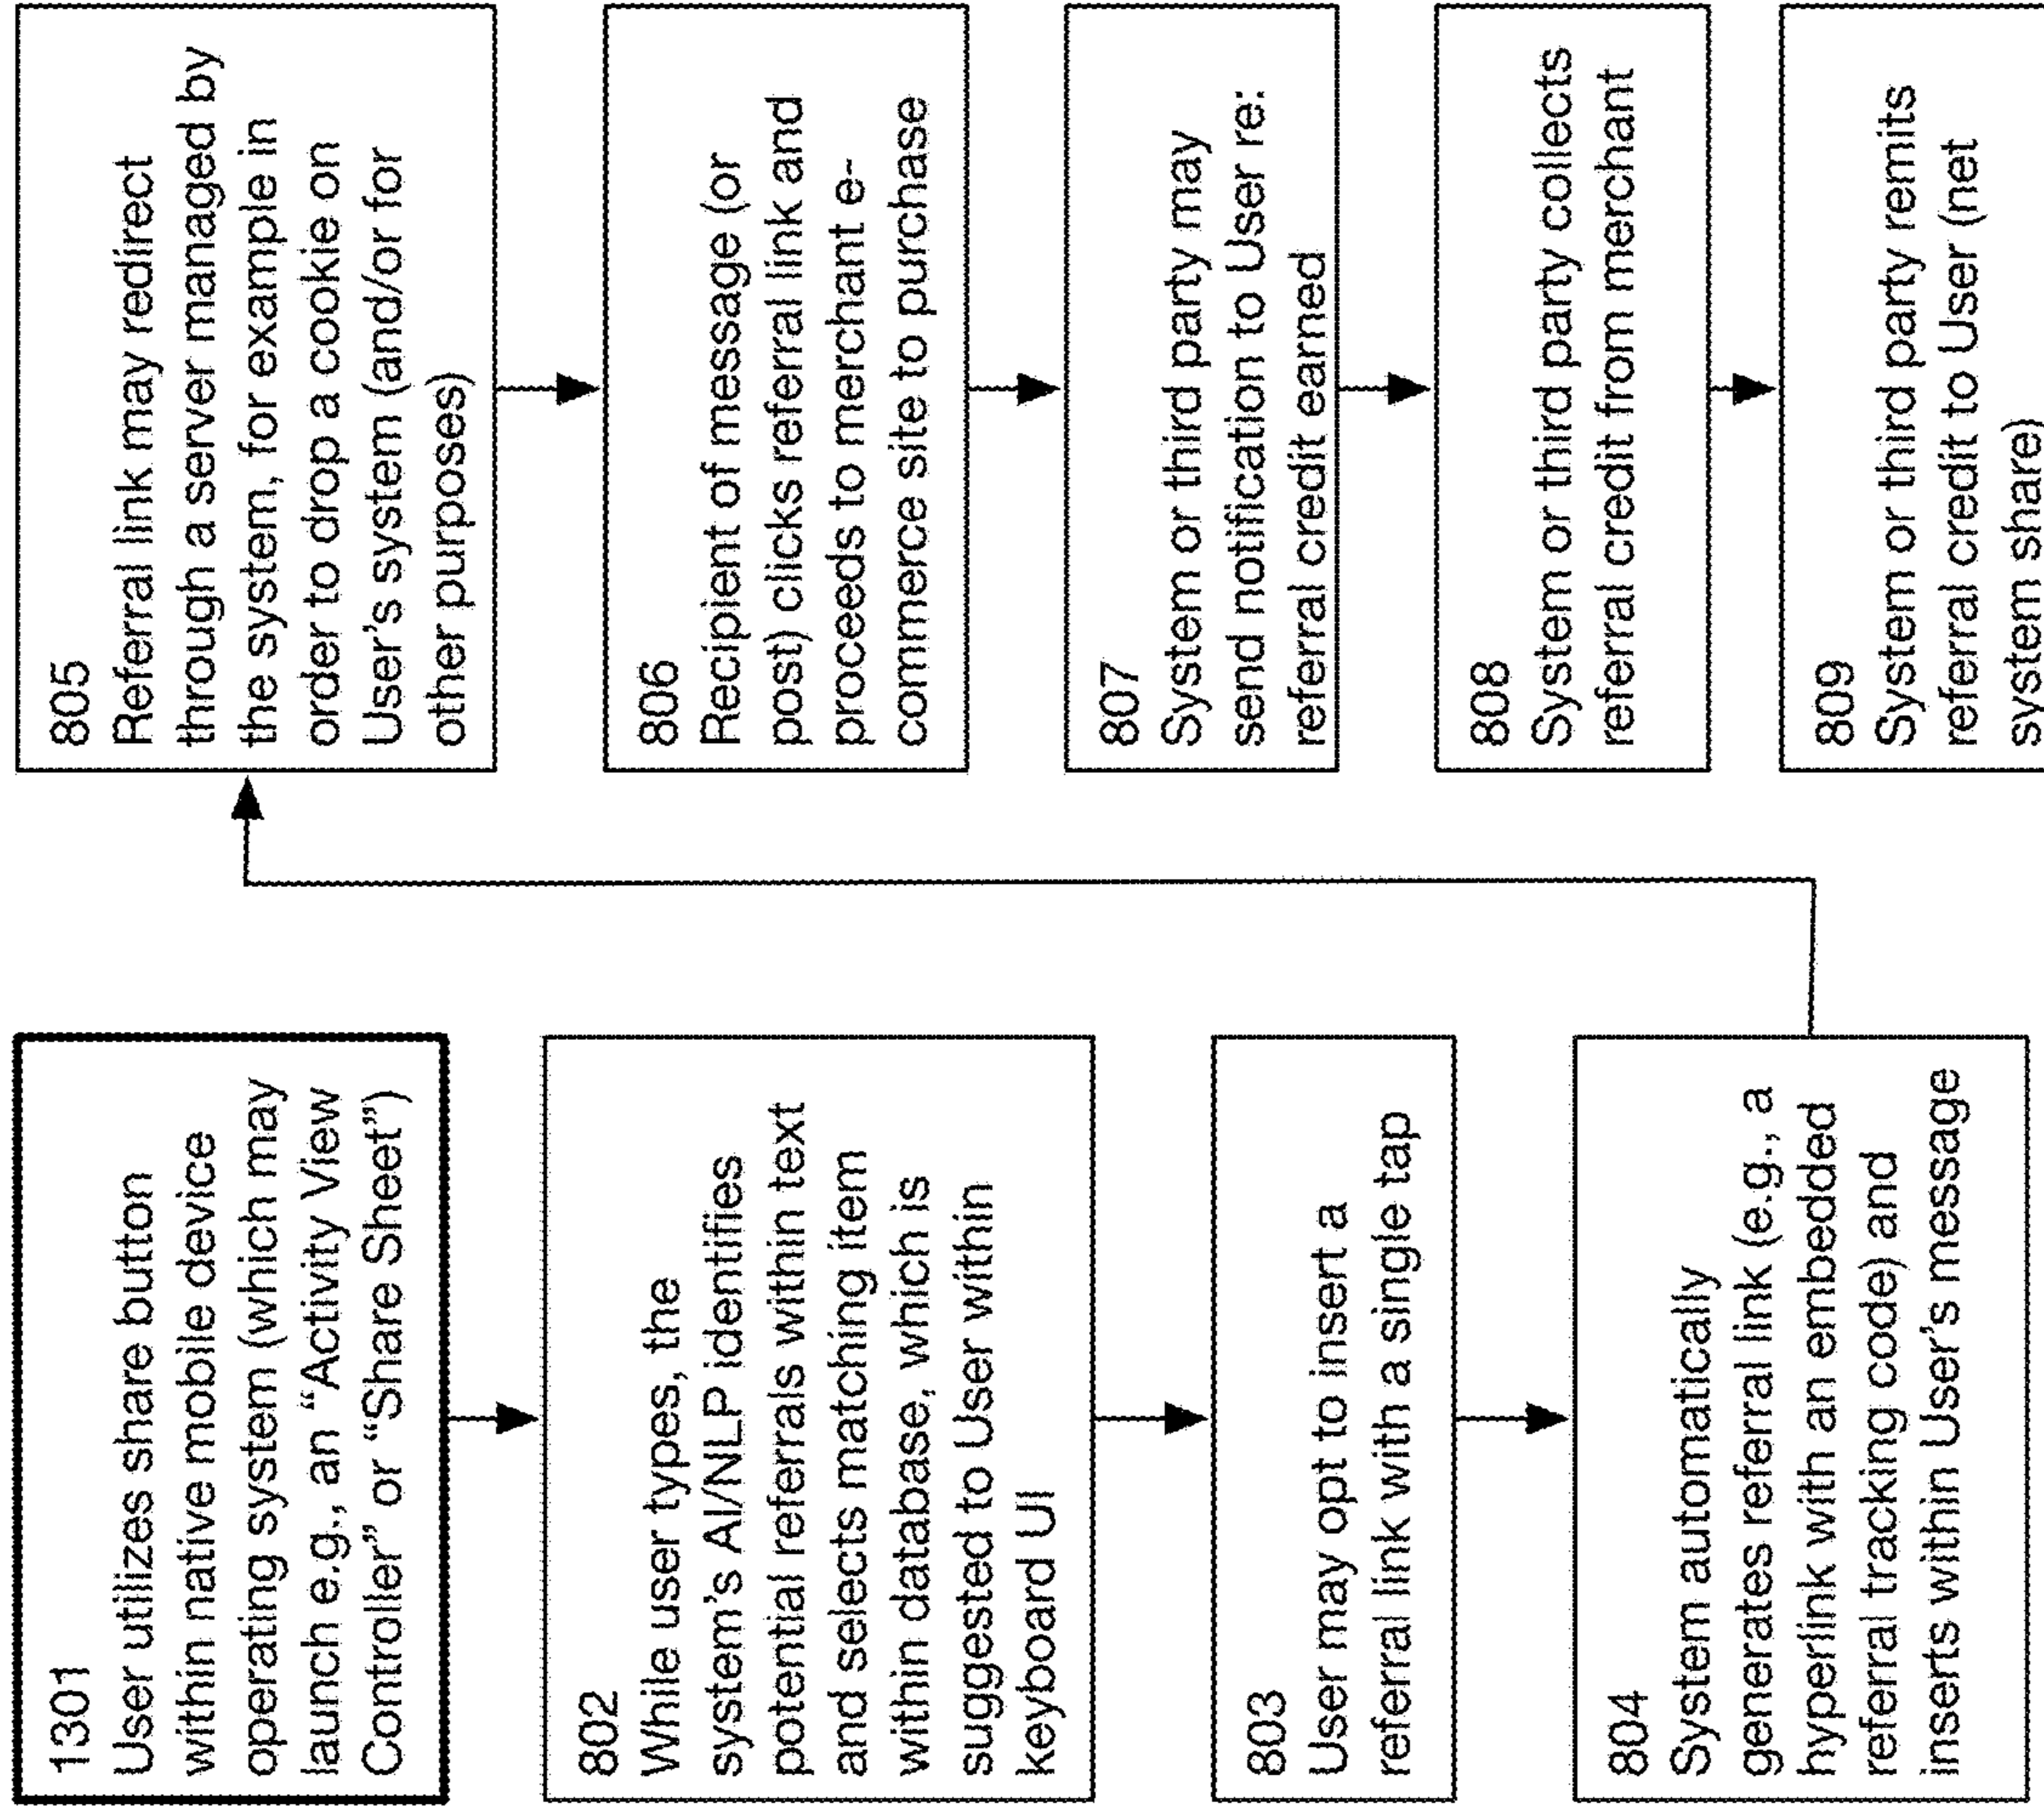 1301
User utilizes share button
within native mobile device
operating system (which may
launch e.g., an “Activity View
Controller” or “Share Sheet”)
802
While user types, the
system's AI/NLP identifies
potential referrals within text
and selects matching item
within database, which is
suggested to User within
keyboard UI
803
User may opt to insert a
referral link with a single tap
804
System automatically
generates referral link (e.g., a
hyperlink with an embedded
referral tracking code) and
inserts within User's message
805
Referral link may redirect
through a server managed by
the system, for example in
order to drop a cookie on
User's system (and/or for
other purposes)
806
Recipient of message (or
post) clicks referral link and
proceeds to merchant e-
commerce site to purchase
807
System or third party may
send notification to User re:
referral credit earned
808
System or third party collects
referral credit from merchant
809
System or third party remits
referral credit to User (net
system share)